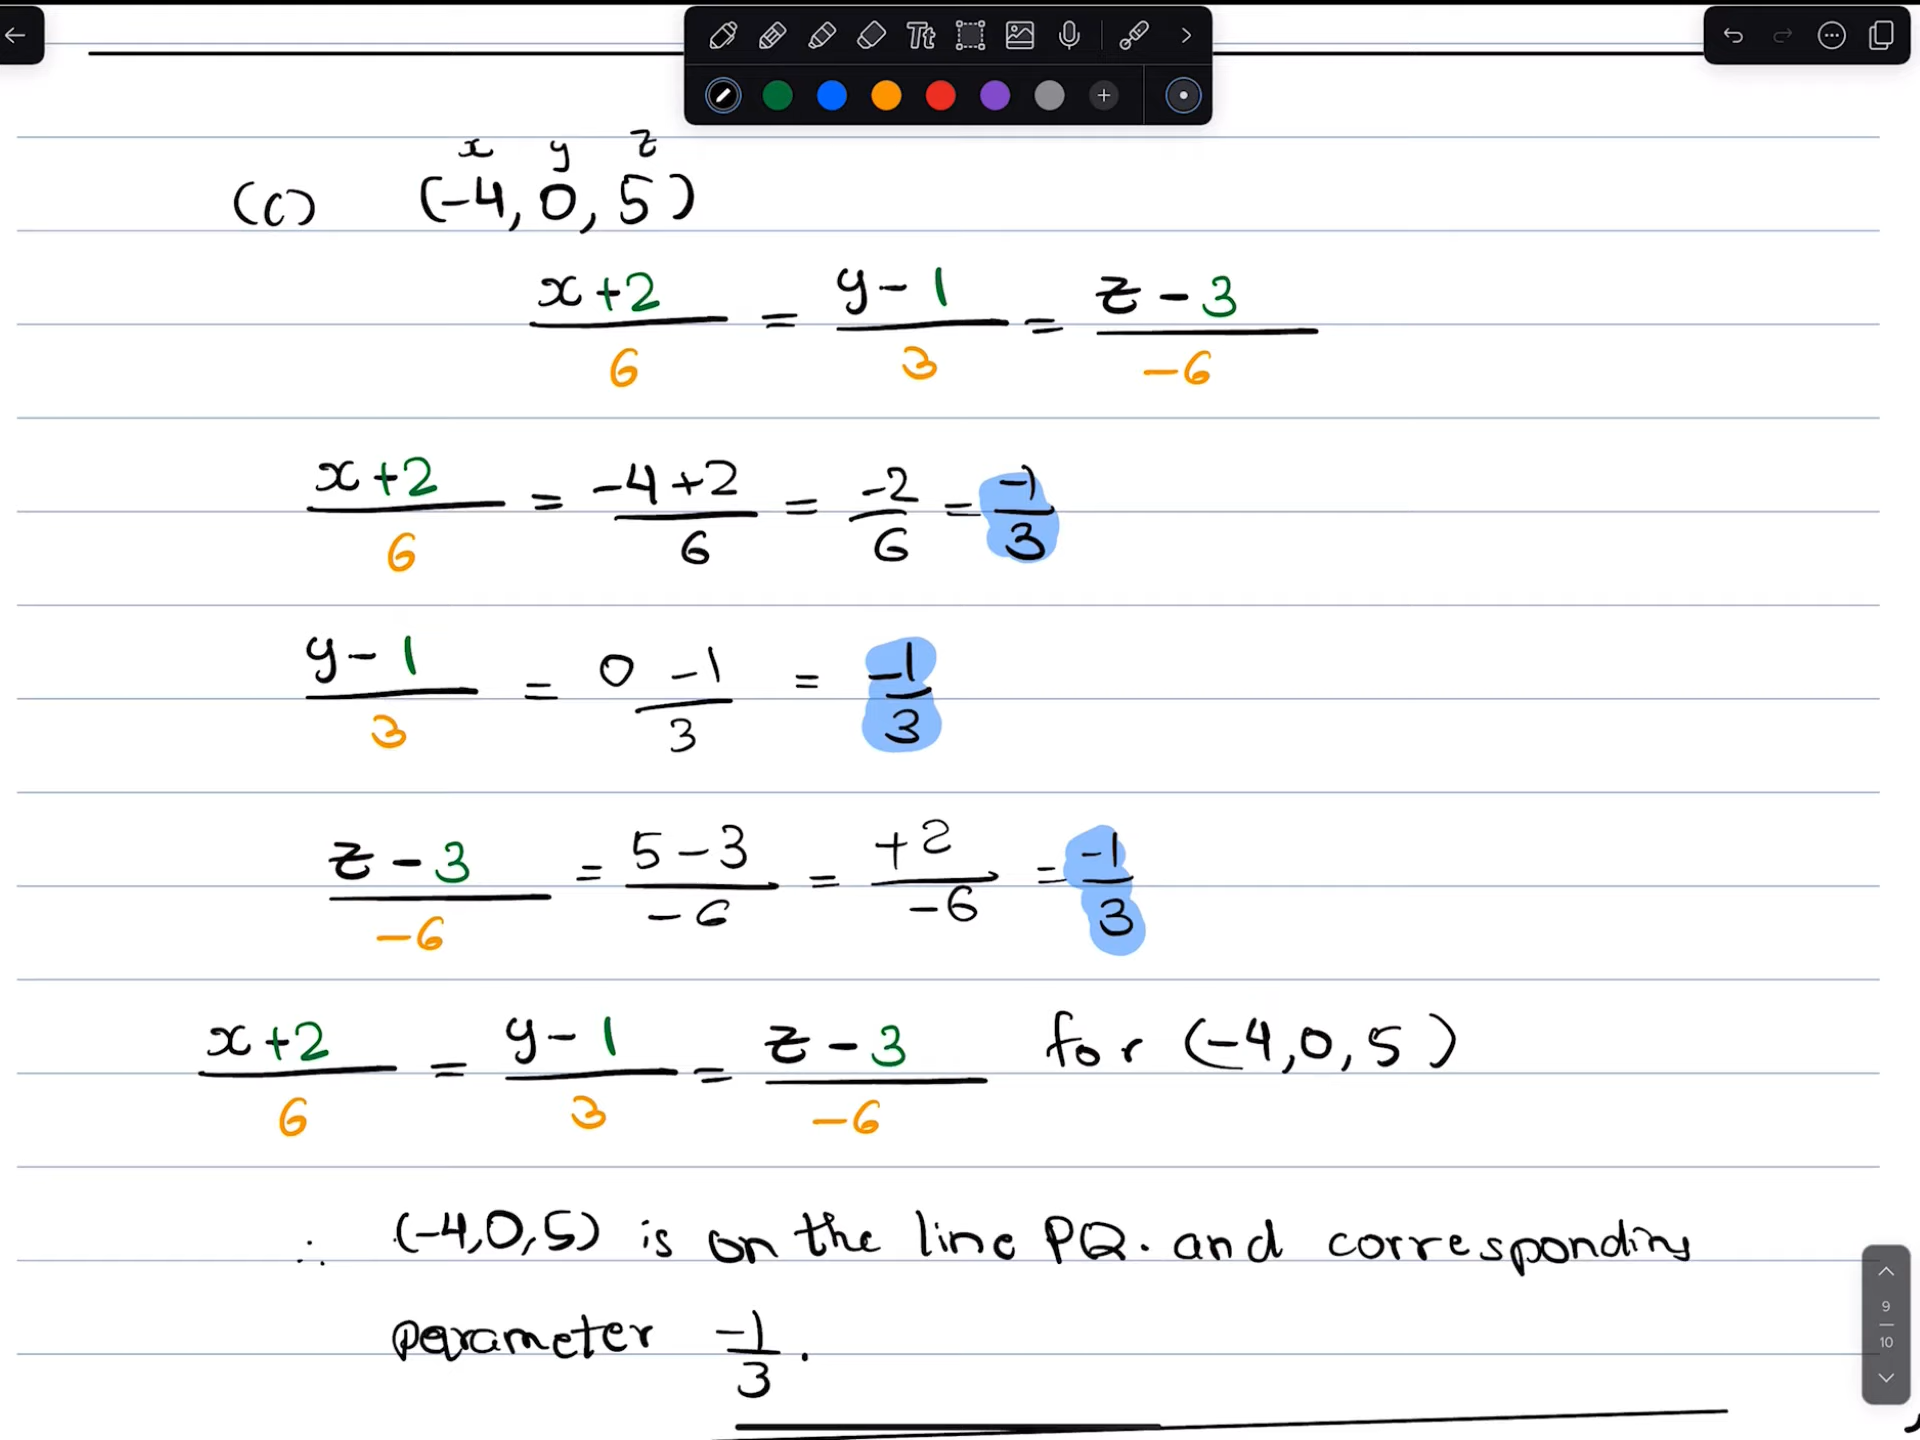 Tt
x y z
(c) (-4, 0, 5)
x+2/6 = y-1/3 = z-3/-6
x+2/6 = -4+2/6 = -2/6 = -1/3
y-1/3 = 0-1/3 = -1/3
z-3/-6 = 5-3/-6 = +2/-6 = -1/3
x+2/6 = y-1/3 = z-3/-6 for (-4,0,5)
∴ (-4,0,5) is on the line PQ. and corresponding
parameter -1/3.
9
10